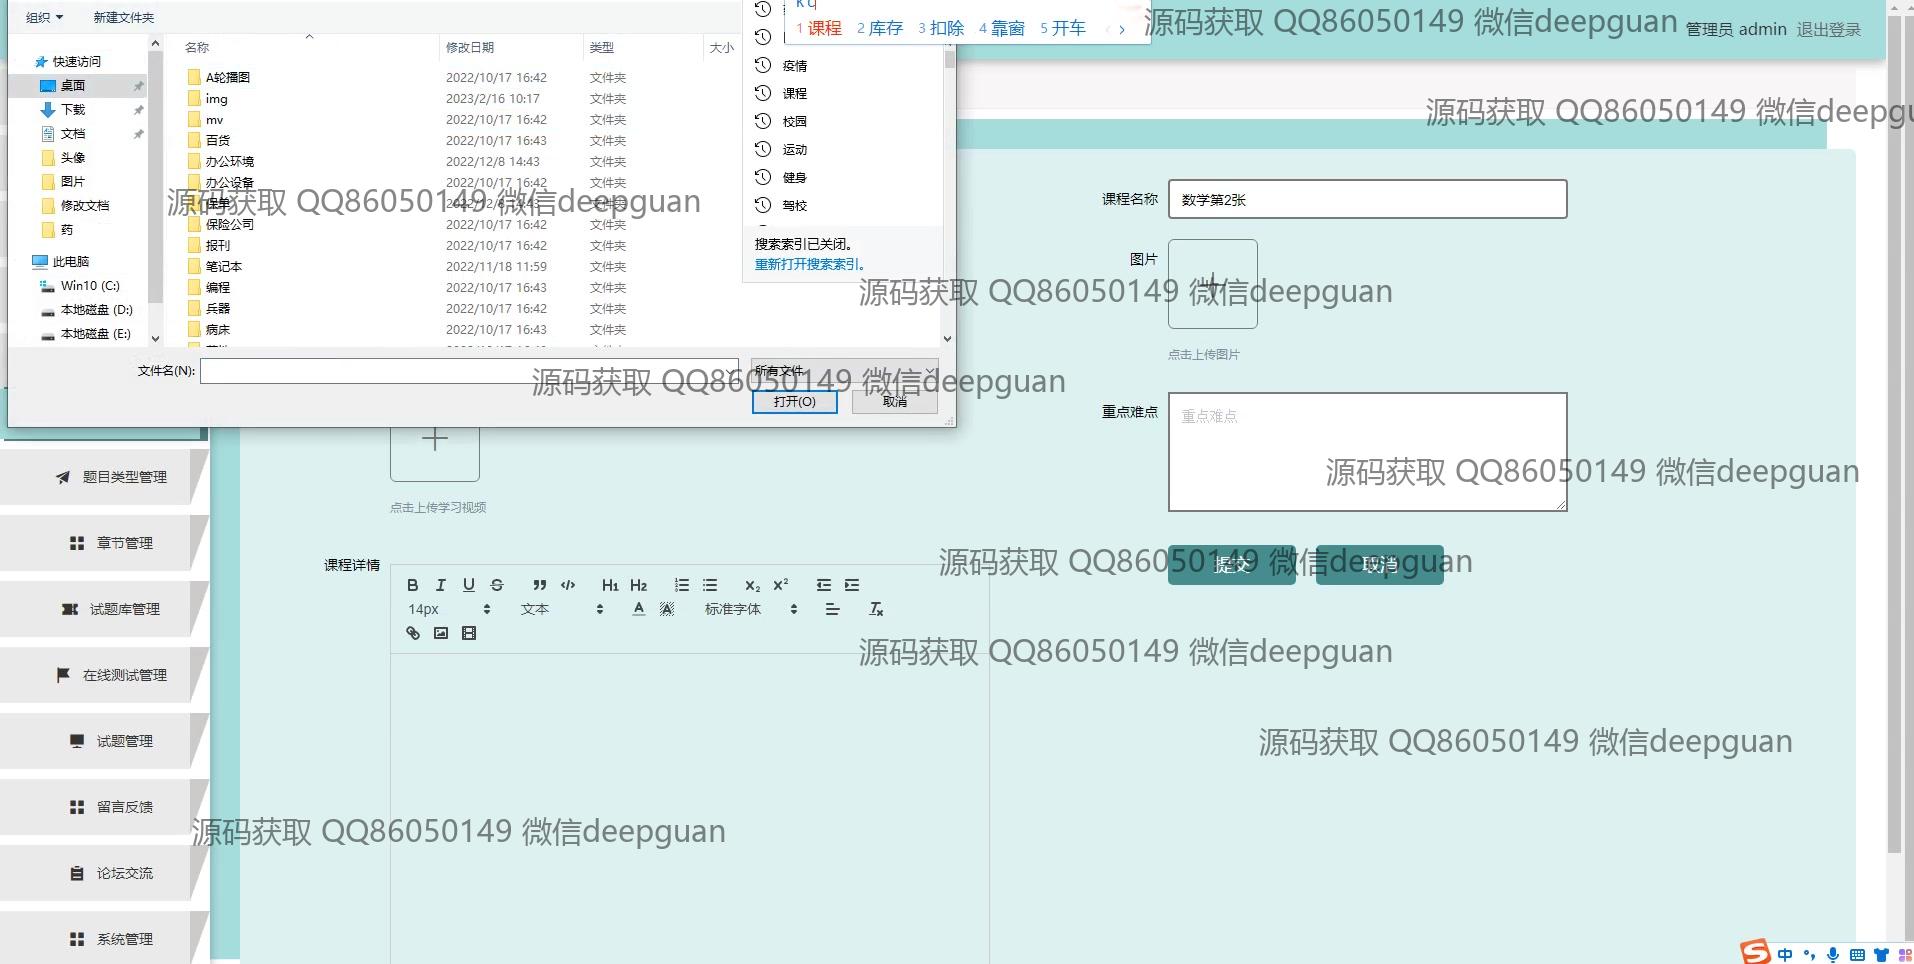 组织 新建文件夹
k q
1 课程 2 库存 3 扣除 4 靠窗 5 开车
源码获取 QQ86050149 微信deepguan
管理员 admin 退出登录
名称 修改日期 类型 大小
快速访问
桌面
下载
文档
头像
图片
修改文档
药
此电脑
Win10 (C:)
本地磁盘 (D:)
本地磁盘 (E:)
A轮播图 2022/10/17 16:42 文件夹
img 2023/2/16 10:17 文件夹
mv 2022/10/17 16:42 文件夹
百货 2022/10/17 16:43 文件夹
办公环境 2022/12/8 14:43 文件夹
办公设备 2022/10/17 16:42 文件夹
保单 2022/12/8 14:43 文件夹
保险公司 2022/10/17 16:42 文件夹
报刊 2022/10/17 16:42 文件夹
笔记本 2022/11/18 11:59 文件夹
编程 2022/10/17 16:43 文件夹
兵器 2022/10/17 16:42 文件夹
病床 2022/10/17 16:43 文件夹
疫情
课程
校园
运动
健身
驾校
搜索索引已关闭。
重新打开搜索索引。
文件名(N): 所有文件
打开(O) 取消
源码获取 QQ86050149 微信deepgu
源码获取 QQ86050149 微信deepguan
源码获取 QQ86050149 微信deepguan
源码获取 QQ86050149 微信deepguan
课程名称 数学第2张
图片
点击上传图片
重点难点 重点难点
源码获取 QQ86050149 微信deepguan
提交 取消
源码获取 QQ86050149 微信deepguan
点击上传学习视频
课程详情
B I U S H1 H2 X2 X2
14px 文本 A A 标准字体 Tx
源码获取 QQ86050149 微信deepguan
源码获取 QQ86050149 微信deepguan
源码获取 QQ86050149 微信deepguan
题目类型管理
章节管理
试题库管理
在线测试管理
试题管理
留言反馈
论坛交流
系统管理
S 中